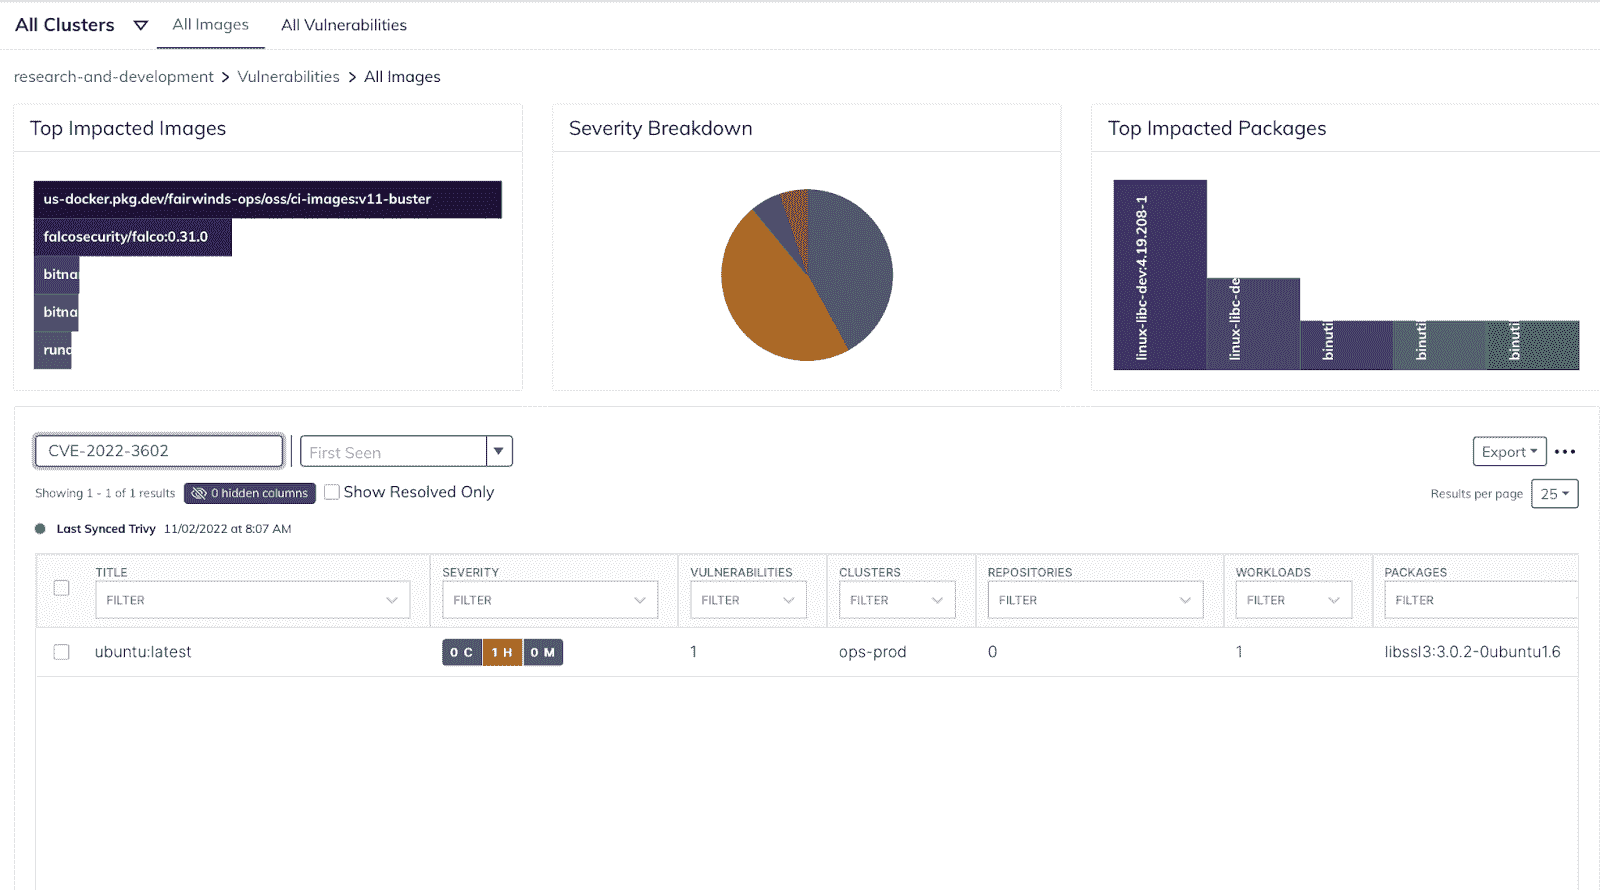 All Clusters All Images All Vulnerabilities
research-and-development > Vulnerabilities > All Images
Top Impacted Images
us-docker.pkg.dev/fairwinds-ops/oss/ci-images:v11-buster
falcosecurity/falco:0.31.0
bitna
bitna
Severity Breakdown
Top Impacted Packages
linux-libc-dev:4.19.208-1
linux-libc-de
binuti
binuti
binuti
CVE-2022-3602 First Seen Export
Showing 1 - 1 of 1 results 0 hidden columns Show Resolved Only Results per page 25
Last Synced Trivy 11/02/2022 at 8:07 AM
TITLE SEVERITY VULNERABILITIES CLUSTERS REPOSITORIES WORKLOADS PACKAGES
FILTER FILTER FILTER FILTER FILTER FILTER FILTER
ubuntu:latest 0 C 1 H 0 M 1 ops-prod 0 1 libssl3:3.0.2-0ubuntu1.6